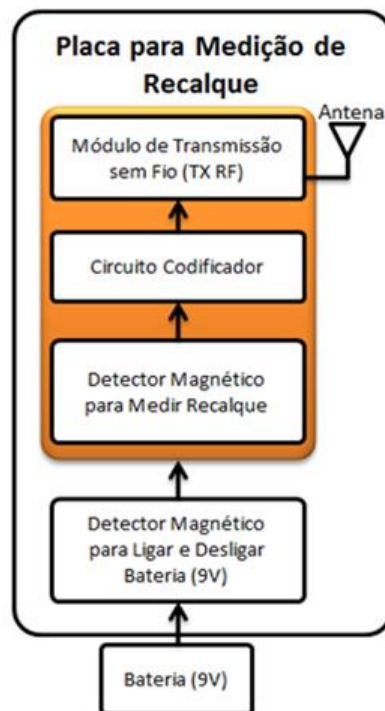 Placa para Medição de
Recalque
Antena
Módulo de Transmissão
sem Fio (TX RF)
Circuito Codificador
Detector Magnético
para Medir Recalque
Detector Magnético
para Ligar e Desligar
Bateria (9V)
Bateria (9V)